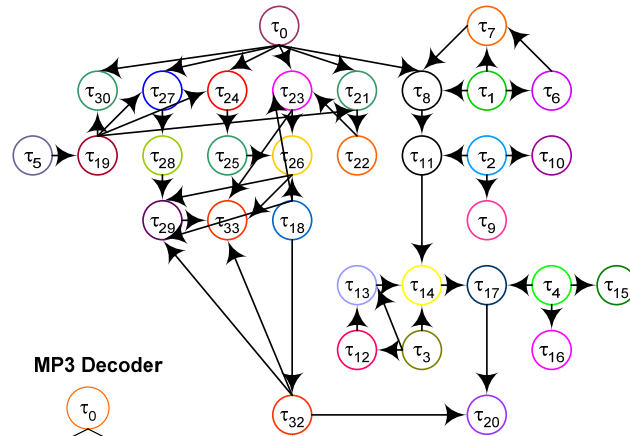 τ0
τ7
τ30 τ27 τ24 τ23 τ21 τ8 τ1 τ6
τ5 τ19 τ28 τ25 τ26 τ22 τ11 τ2 τ10
τ29 τ33 τ18 τ9
τ13 τ14 τ17 τ4 τ15
τ12 τ3 τ16
MP3 Decoder
τ0
τ32 τ20